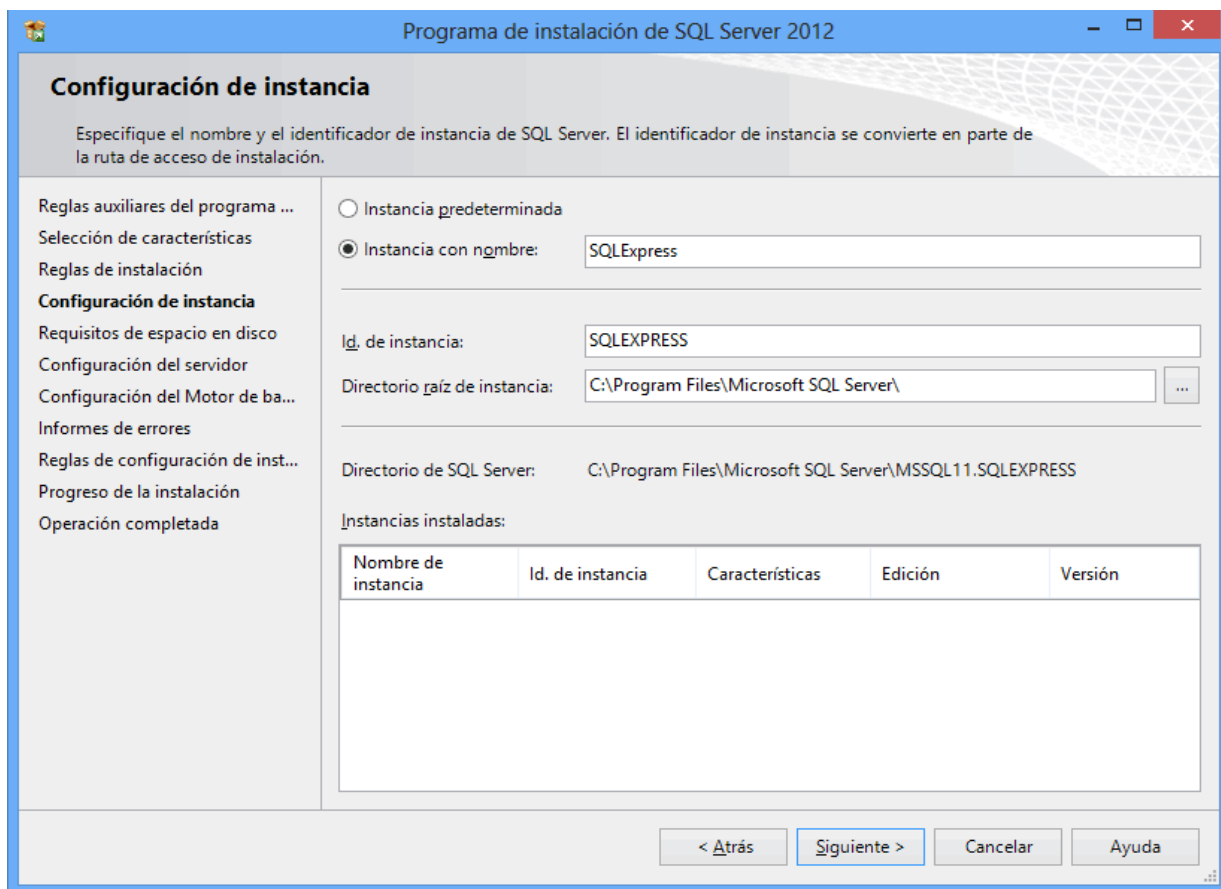 Programa de instalación de SQL Server 2012
Configuración de instancia
Especifique el nombre y el identificador de instancia de SQL Server. El identificador de instancia se convierte en parte de
la ruta de acceso de instalación.
Reglas auxiliares del programa ...
Selección de características
Reglas de instalación
Configuración de instancia
Requisitos de espacio en disco
Configuración del servidor
Configuración del Motor de ba...
Informes de errores
Reglas de configuración de inst...
Progreso de la instalación
Operación completada
Instancia predeterminada
Instancia con nombre: SQLExpress
Id. de instancia: SQLEXPRESS
Directorio raíz de instancia: C:\Program Files\Microsoft SQL Server\ ...
Directorio de SQL Server: C:\Program Files\Microsoft SQL Server\MSSQL11.SQLEXPRESS
Instancias instaladas:
Nombre de instancia Id. de instancia Características Edición Versión
< Atrás Siguiente > Cancelar Ayuda